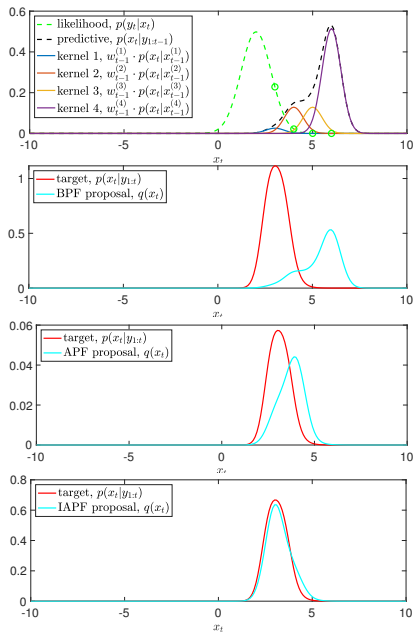 0.6
0.4
0.2
0
likelihood, p(y_t|x_t)
predictive, p(x_t|y_{1:t−1})
kernel 1, w_{t−1}^{(1)} · p(x_t|x_{t−1}^{(1)})
kernel 2, w_{t−1}^{(2)} · p(x_t|x_{t−1}^{(2)})
kernel 3, w_{t−1}^{(3)} · p(x_t|x_{t−1}^{(3)})
kernel 4, w_{t−1}^{(4)} · p(x_t|x_{t−1}^{(4)})
-10 -5 0 5 10
x_t
1
0.5
0
target, p(x_t|y_{1:t})
BPF proposal, q(x_t)
-10 -5 0 5 10
x_t
0.06
0.04
0.02
0
target, p(x_t|y_{1:t})
APF proposal, q(x_t)
-10 -5 0 5 10
x_t
0.8
0.6
0.4
0.2
0
target, p(x_t|y_{1:t})
IAPF proposal, q(x_t)
-10 -5 0 5 10
x_t